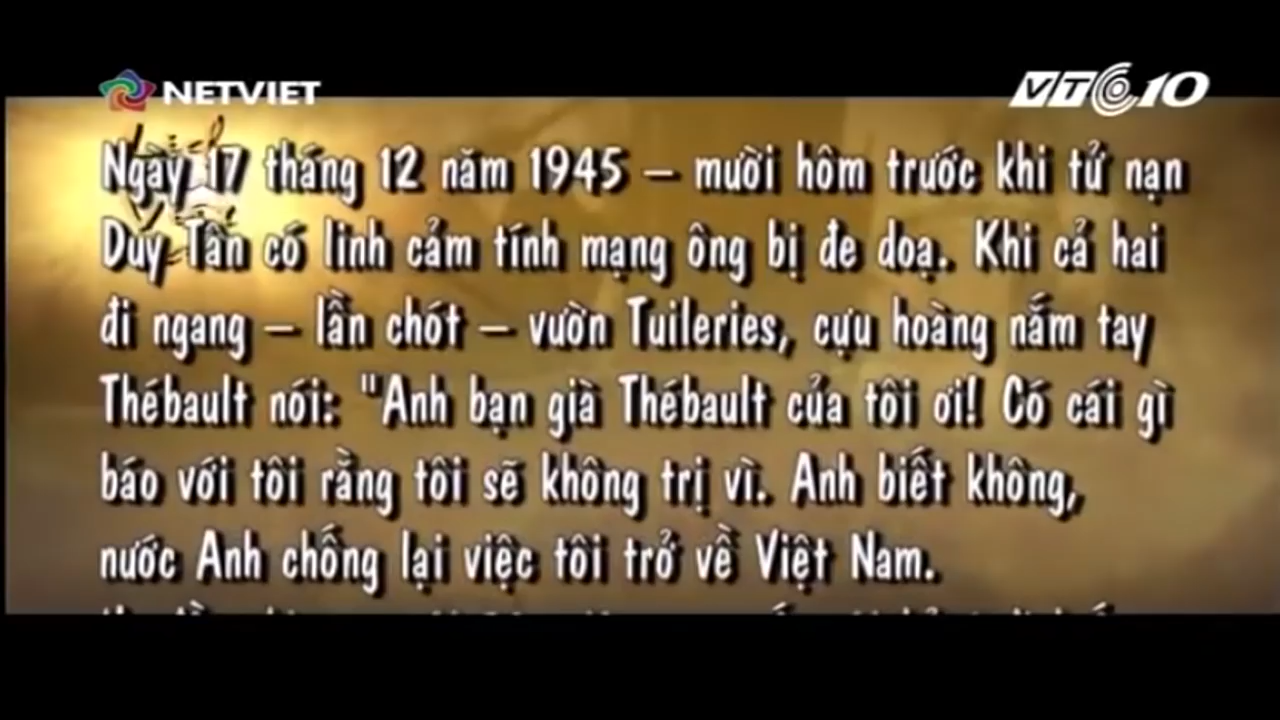 NETVIET
VTC10
Ngày 17 tháng 12 năm 1945 – mười hôm trước khi tử nạn
Duy Tân có linh cảm tính mạng ông bị đe doạ. Khi cả hai
đi ngang – lần chót – vườn Tuileries, cựu hoàng nắm tay
Thébault nói: "Anh bạn già Thébault của tôi ơi! Có cái gì
báo với tôi rằng tôi sẽ không trị vì. Anh biết không,
nước Anh chống lại việc tôi trở về Việt Nam.